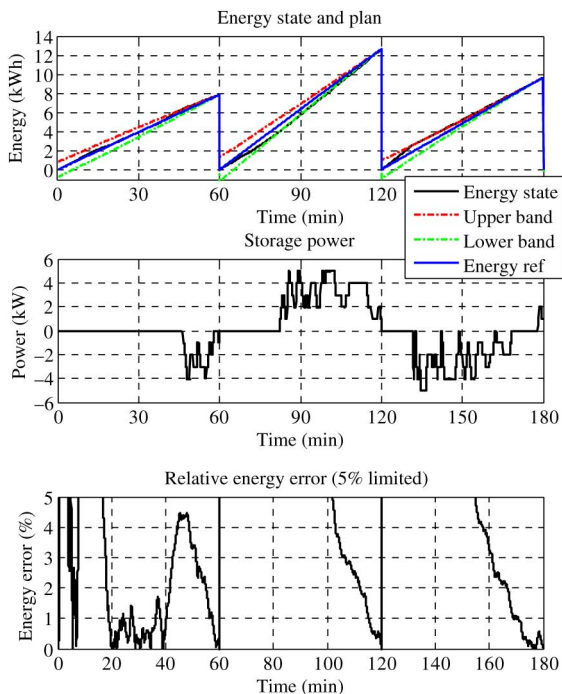 Energy state and plan
14
12
10
8
6
4
2
0
Energy (kWh)
0 30 60 90 120 150 180
Time (min)
Energy state
Upper band
Lower band
Energy ref
Storage power
6
4
2
0
−2
−4
−6
Power (kW)
0 30 60 90 120 150 180
Time (min)
Relative energy error (5% limited)
5
4
3
2
1
0
Energy error (%)
0 20 40 60 80 100 120 140 160 180
Time (min)